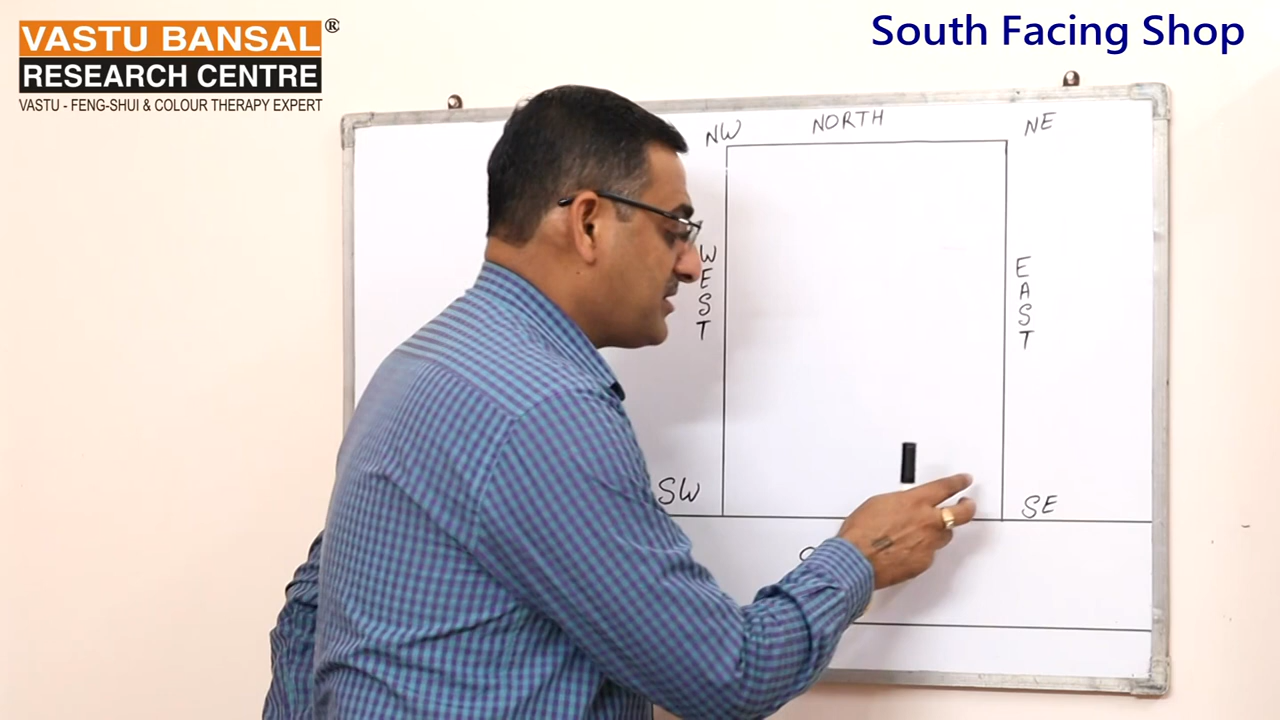 VASTU BANSAL®
RESEARCH CENTRE
VASTU - FENG-SHUI & COLOUR THERAPY EXPERT
South Facing Shop
NW NORTH NE
WEST
EAST
SW
SE